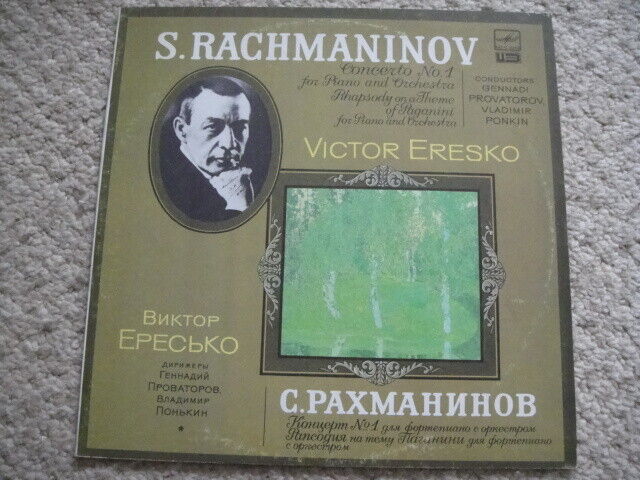 S. RACHMANINOV
Concerto No. 1
for Piano and Orchestra
Rhapsody on a Theme
of Paganini
for Piano and Orchestra
CONDUCTORS
GENNADI
PROVATOROV,
VLADIMIR
PONKIN
VICTOR ERESKO
ВИКТОР
ЕРЕСЬКО
ДИРИЖЕРЫ
ГЕННАДИЙ
ПРОВАТОРОВ,
ВЛАДИМИР
ПОНЬКИН
*
С. РАХМАНИНОВ
Концерт №1 для фортепиано с оркестром
Рапсодия на тему Паганини для фортепиано
с оркестром